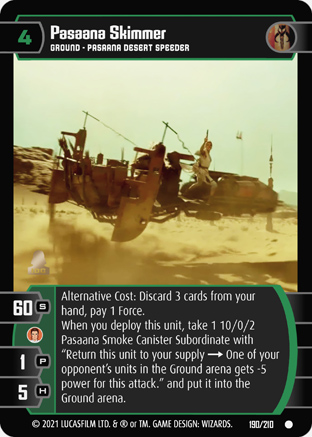 4
Pasaana Skimmer
GROUND • PASAANA DESERT SPEEDER
60 S
1 P
5 H
Alternative Cost: Discard 3 cards from your
hand, pay 1 Force.
When you deploy this unit, take 1 10/0/2
Pasaana Smoke Canister Subordinate with
"Return this unit to your supply → One of your
opponent's units in the Ground arena gets -5
power for this attack." and put it into the
Ground arena.
© 2021 LUCASFILM LTD. & ® or TM. GAME DESIGN: WIZARDS. 190/210